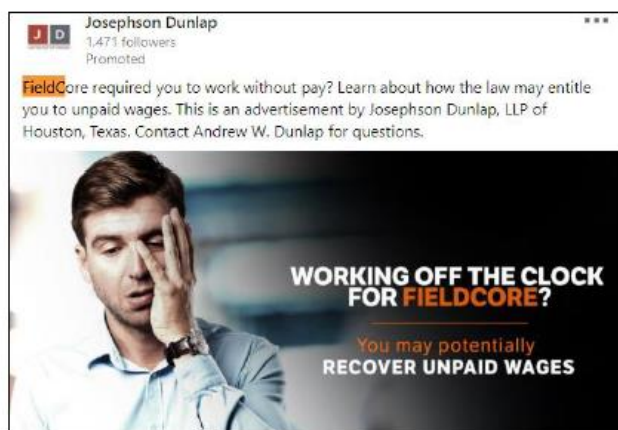 J D
Josephson Dunlap
1,471 followers
Promoted
FieldCore required you to work without pay? Learn about how the law may entitle
you to unpaid wages. This is an advertisement by Josephson Dunlap, LLP of
Houston, Texas. Contact Andrew W. Dunlap for questions.
WORKING OFF THE CLOCK
FOR FIELDCORE?
You may potentially
RECOVER UNPAID WAGES